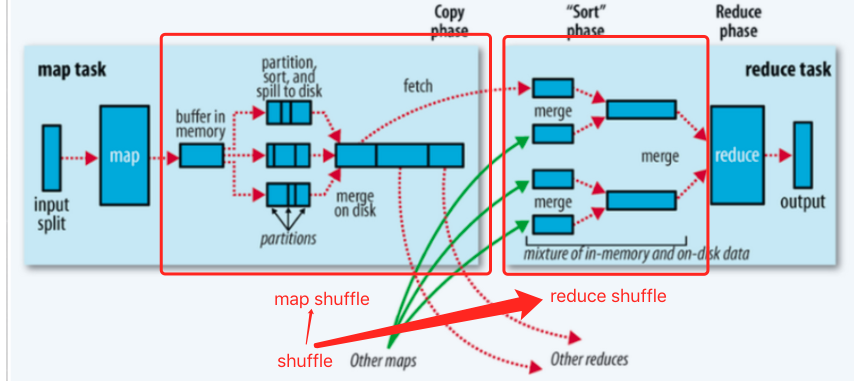 Copy
phase
"Sort"
phase
Reduce
phase
map task
partition,
sort, and
spill to disk
fetch
reduce task
buffer in
memory
merge
map
merge
reduce
input
split
merge
on disk
merge
output
partitions
mixture of in-memory and on-disk data
map shuffle
reduce shuffle
shuffle
Other maps
Other reduces